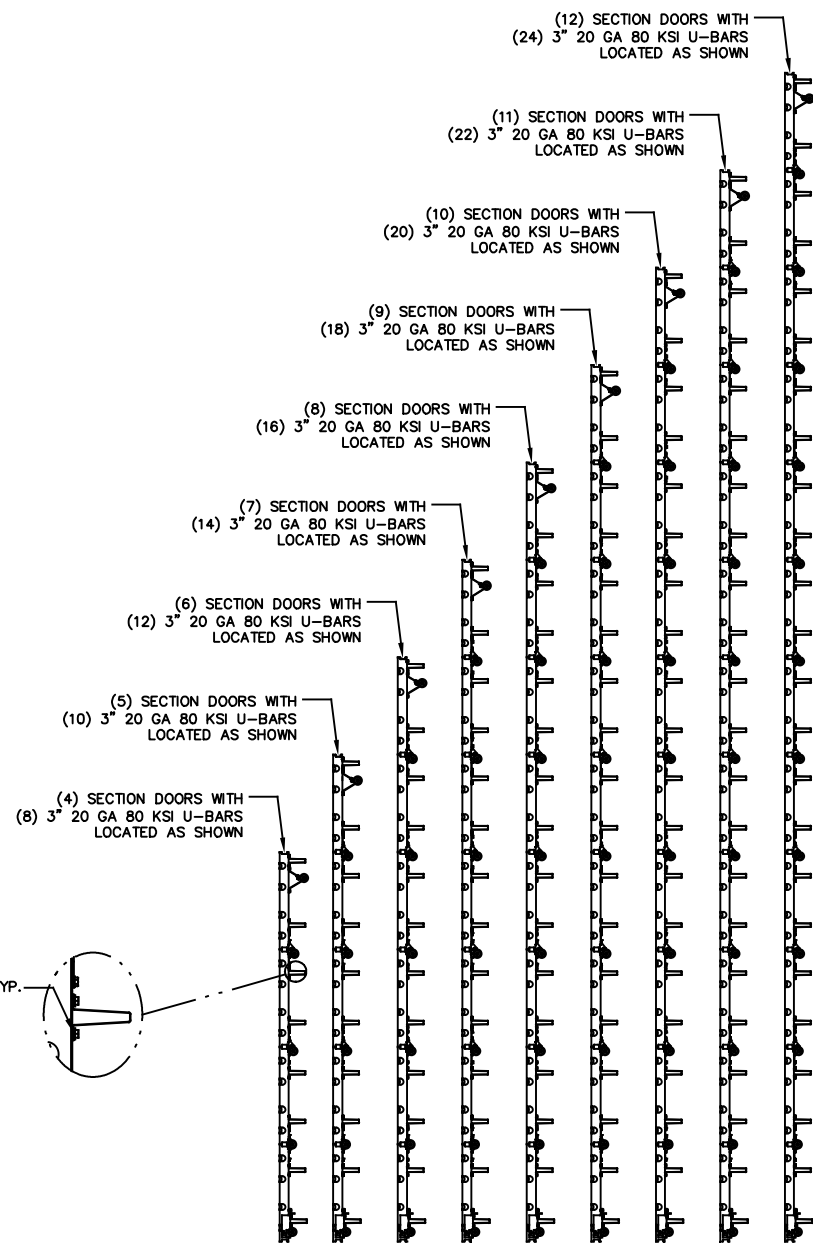 (12) SECTION DOORS WITH
(24) 3" 20 GA 80 KSI U-BARS
LOCATED AS SHOWN
(11) SECTION DOORS WITH
(22) 3" 20 GA 80 KSI U-BARS
LOCATED AS SHOWN
(10) SECTION DOORS WITH
(20) 3" 20 GA 80 KSI U-BARS
LOCATED AS SHOWN
(9) SECTION DOORS WITH
(18) 3" 20 GA 80 KSI U-BARS
LOCATED AS SHOWN
(8) SECTION DOORS WITH
(16) 3" 20 GA 80 KSI U-BARS
LOCATED AS SHOWN
(7) SECTION DOORS WITH
(14) 3" 20 GA 80 KSI U-BARS
LOCATED AS SHOWN
(6) SECTION DOORS WITH
(12) 3" 20 GA 80 KSI U-BARS
LOCATED AS SHOWN
(5) SECTION DOORS WITH
(10) 3" 20 GA 80 KSI U-BARS
LOCATED AS SHOWN
(4) SECTION DOORS WITH
(8) 3" 20 GA 80 KSI U-BARS
LOCATED AS SHOWN
YP.